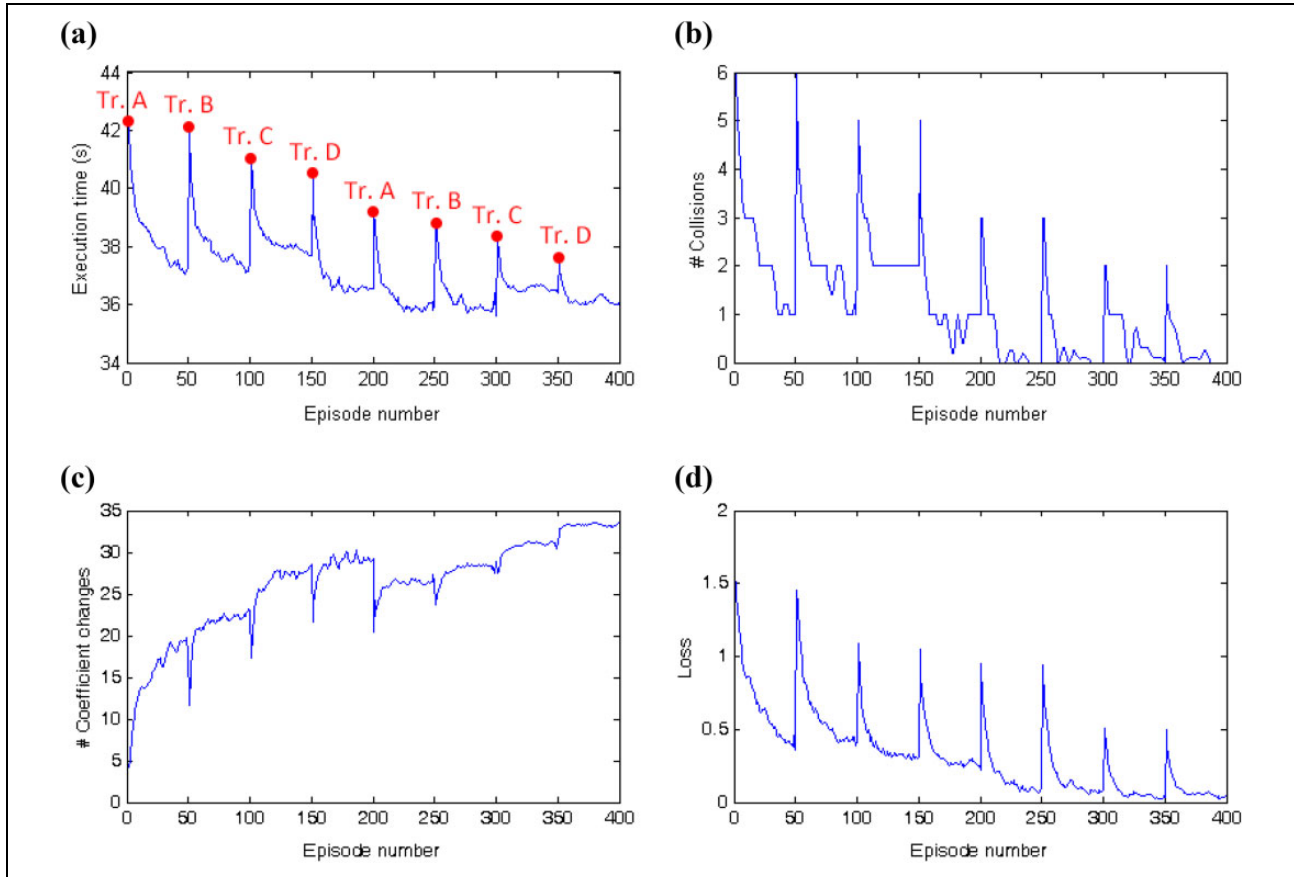 (a)
44
42
40
38
36
34
Execution time (s)
Tr. A
Tr. B
Tr. C
Tr. D
Tr. A
Tr. B
Tr. C
Tr. D
0 50 100 150 200 250 300 350 400
Episode number
(b)
6
5
4
3
2
1
0
# Collisions
0 50 100 150 200 250 300 350 400
Episode number
(c)
35
30
25
20
15
10
5
0
# Coefficient changes
0 50 100 150 200 250 300 350 400
Episode number
(d)
2
1.5
1
0.5
0
Loss
0 50 100 150 200 250 300 350 400
Episode number